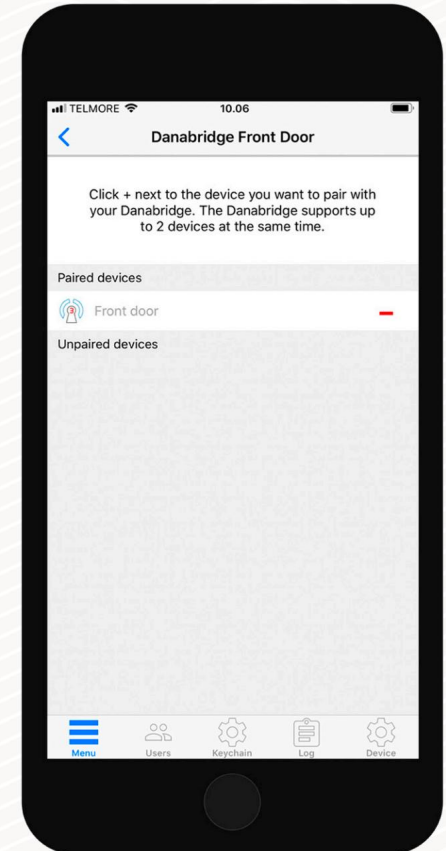 TELMORE 10.06
Danabridge Front Door
Click + next to the device you want to pair with
your Danabridge. The Danabridge supports up
to 2 devices at the same time.
Paired devices
3 Front door
Unpaired devices
Menu Users Keychain Log Device